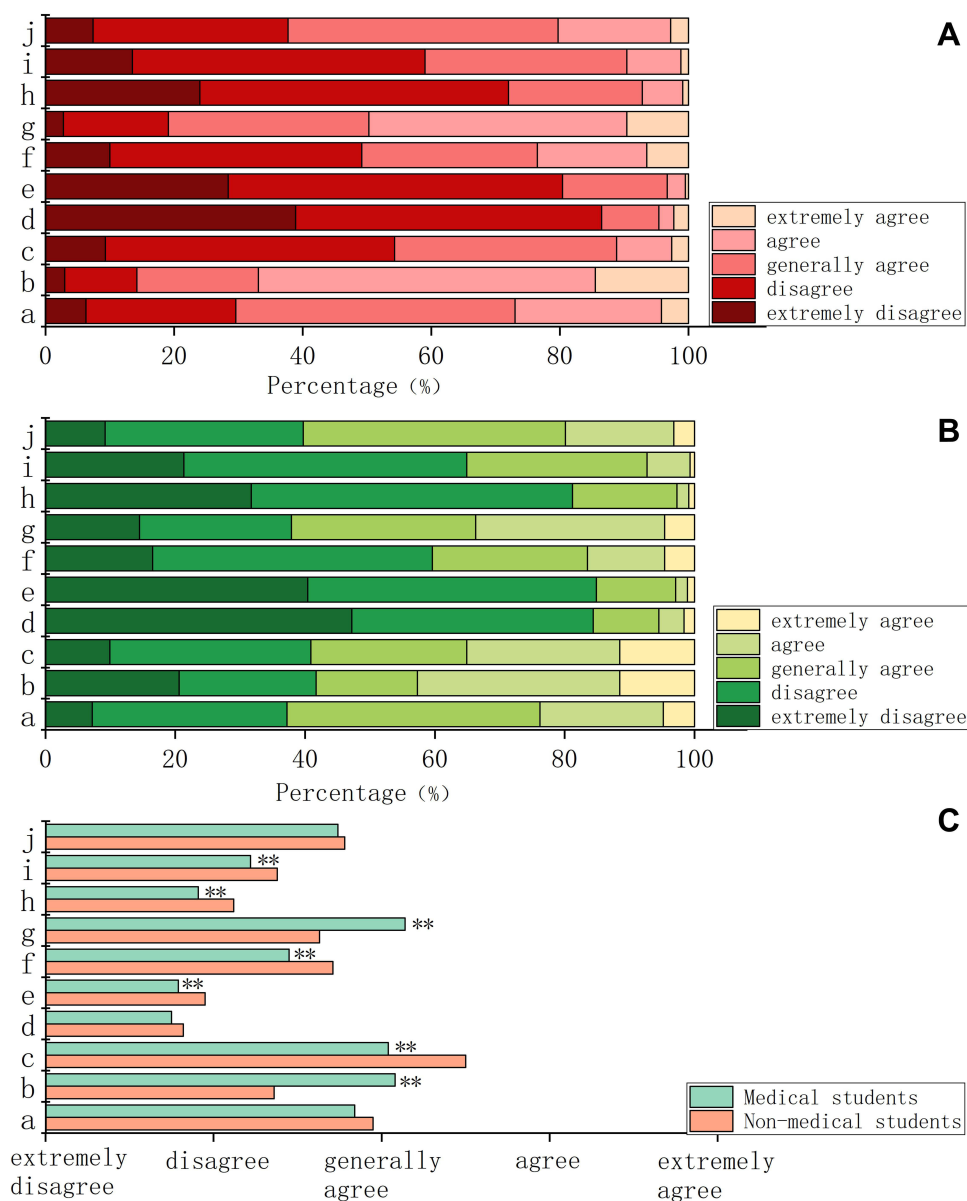 A
j
i
h
g
f
e
d
c
b
a
extremely agree
agree
generally agree
disagree
extremely disagree
0 20 40 60 80 100
Percentage (%)
B
j
i
h
g
f
e
d
c
b
a
extremely agree
agree
generally agree
disagree
extremely disagree
0 20 40 60 80 100
Percentage (%)
C
j
i **
h **
g **
f **
e **
d
c **
b **
a
Medical students
Non-medical students
extremely disagree generally agree extremely
disagree agree agree